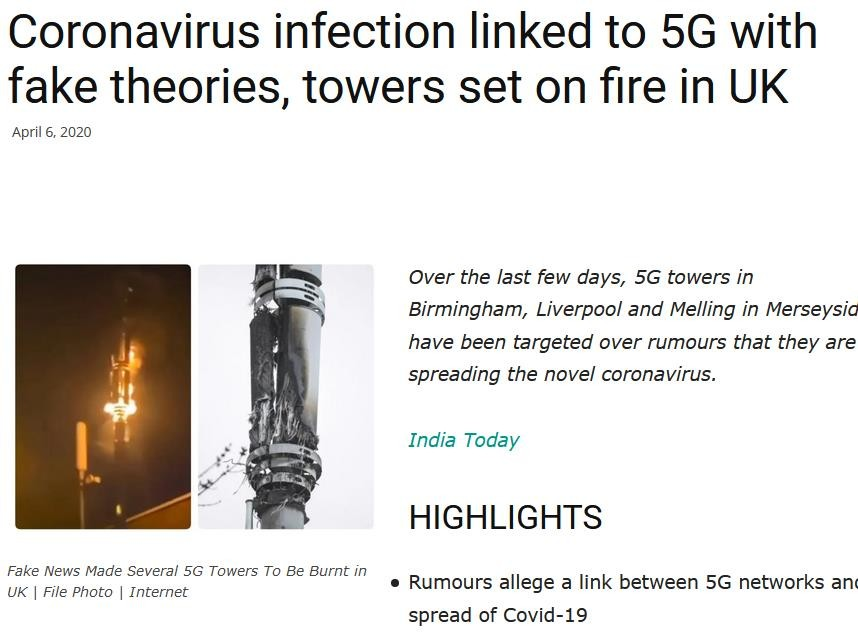 Coronavirus infection linked to 5G with
fake theories, towers set on fire in UK
April 6, 2020
Over the last few days, 5G towers in
Birmingham, Liverpool and Melling in Merseysid
have been targeted over rumours that they are
spreading the novel coronavirus.
India Today
HIGHLIGHTS
Fake News Made Several 5G Towers To Be Burnt in
UK | File Photo | Internet
• Rumours allege a link between 5G networks and
spread of Covid-19